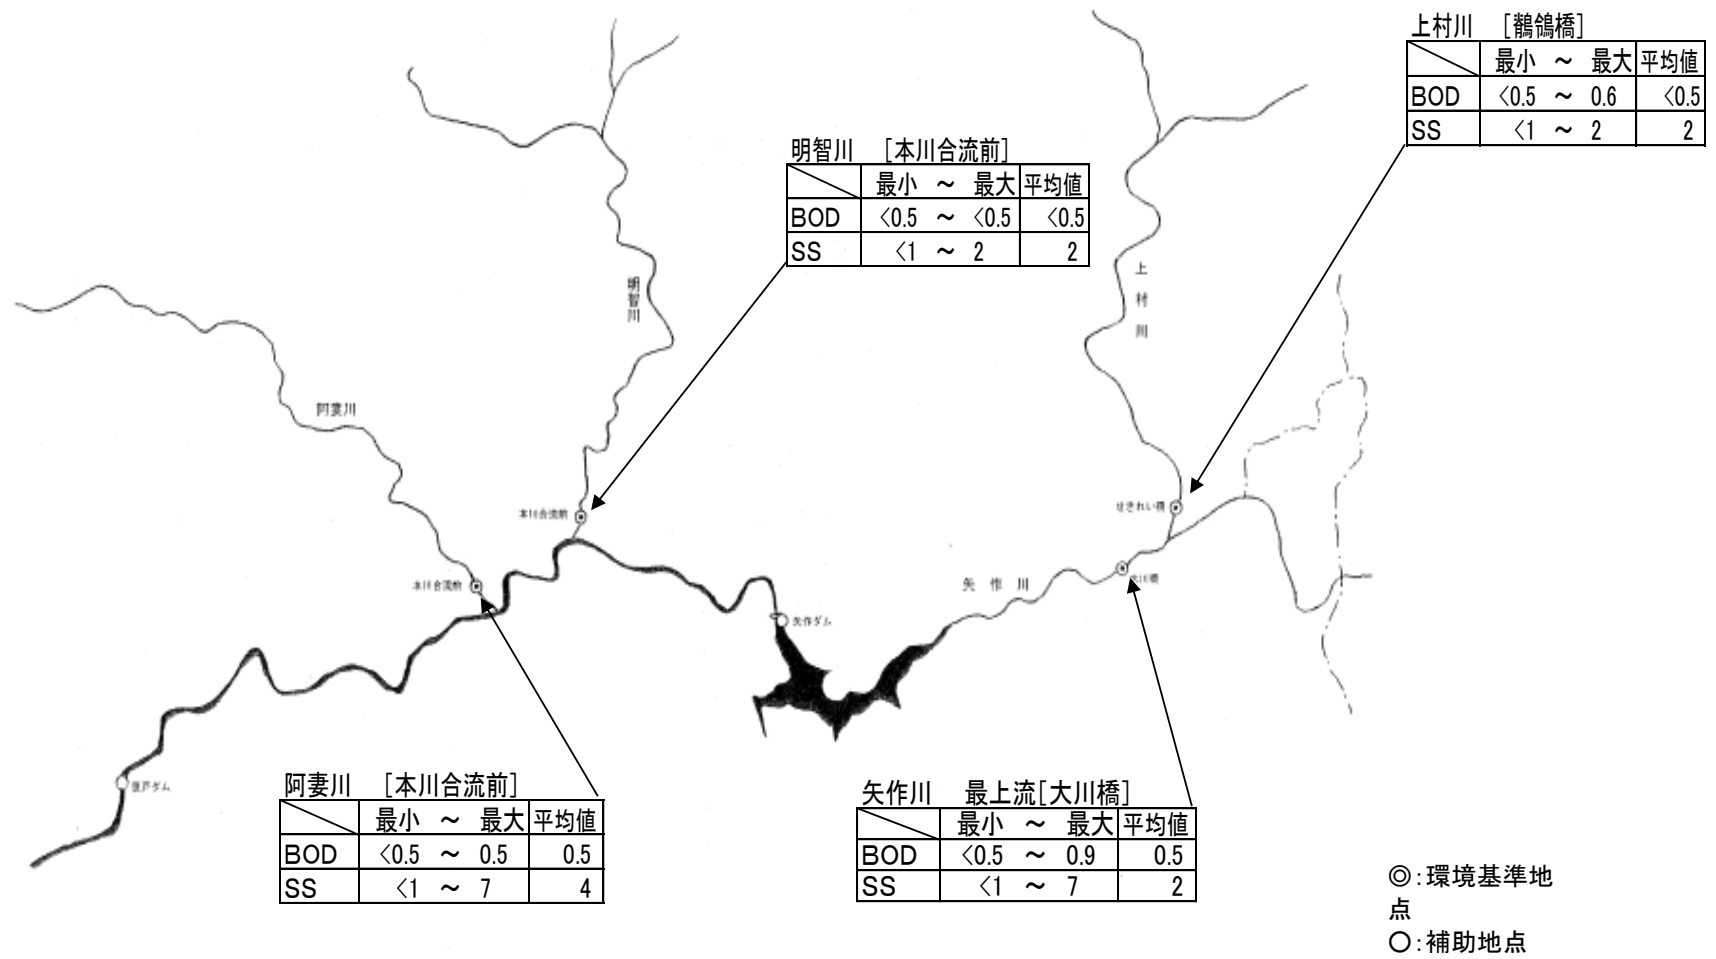 上村川 [鶺鴒橋]
最小 ~ 最大 平均値
BOD <0.5 ~ 0.6 <0.5
SS <1 ~ 2 2
明智川 [本川合流前]
最小 ~ 最大 平均値
BOD <0.5 ~ <0.5 <0.5
SS <1 ~ 2 2
上村川
明智川
阿妻川
せきれい橋
本川合流前
大川橋
本川合流前
矢作川
矢作ダム
笹戸ダム
阿妻川 [本川合流前]
最小 ~ 最大 平均値
BOD <0.5 ~ 0.5 0.5
SS <1 ~ 7 4
矢作川 最上流[大川橋]
最小 ~ 最大 平均値
BOD <0.5 ~ 0.9 0.5
SS <1 ~ 7 2
◎:環境基準地
点
○:補助地点